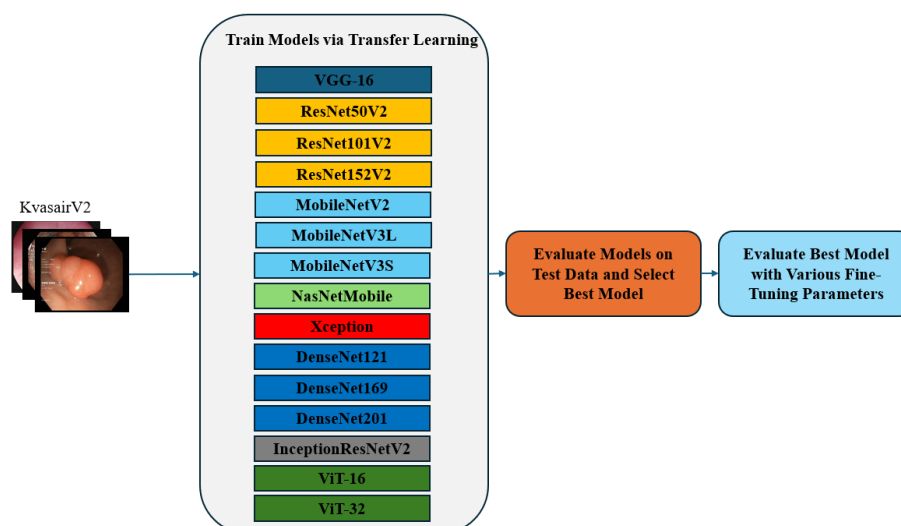 Train Models via Transfer Learning
VGG-16
ResNet50V2
ResNet101V2
ResNet152V2
MobileNetV2
MobileNetV3L
MobileNetV3S
NasNetMobile
Xception
DenseNet121
DenseNet169
DenseNet201
InceptionResNetV2
ViT-16
ViT-32
KvasairV2
Evaluate Models on
Test Data and Select
Best Model
Evaluate Best Model
with Various Fine-
Tuning Parameters